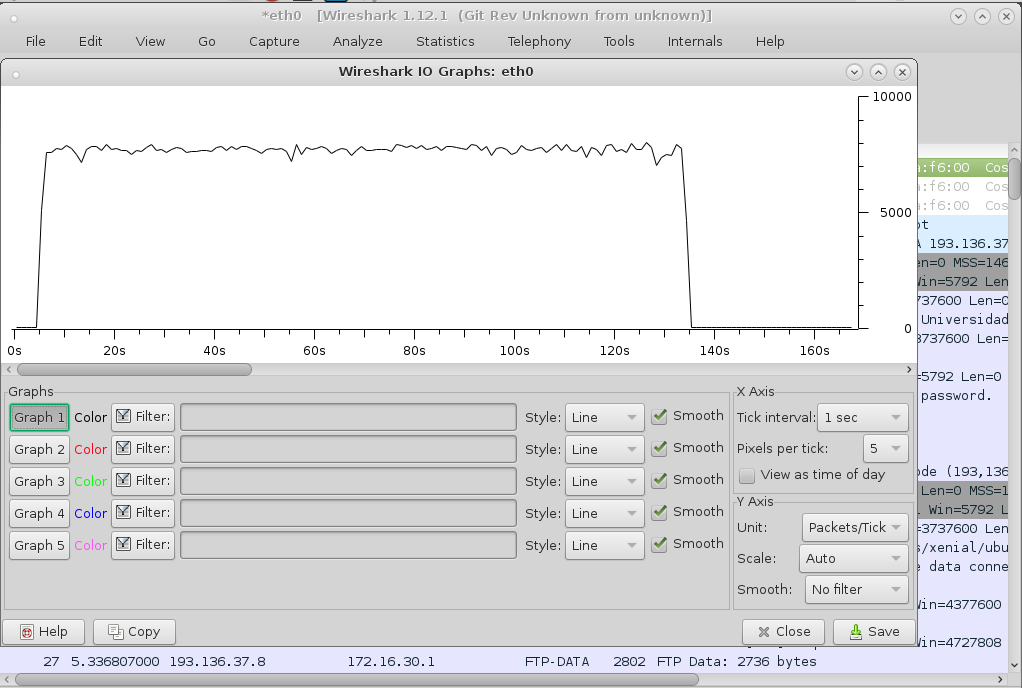 *eth0   [Wireshark 1.12.1  (Git Rev Unknown from unknown)]
File Edit View Go Capture Analyze Statistics Telephony Tools Internals Help
Wireshark IO Graphs: eth0
10000
5000
0
0s 20s 40s 60s 80s 100s 120s 140s 160s
:f6:00  Cos
:f6:00  Cos
:f6:00  Cos
ot
A 193.136.37
en=0 MSS=146
Win=5792 Len
737600 Len=0
Universidad
3737600 Len=
=5792 Len=0
password.
ode (193,136
Len=0 MSS=1
Win=5792 L
=3737600 Len=
s/xenial/ubu
e data conne
Win=4377600
Win=4727808
Graphs
Graph 1 Color Filter: Style: Line Smooth
Graph 2 Color Filter: Style: Line Smooth
Graph 3 Color Filter: Style: Line Smooth
Graph 4 Color Filter: Style: Line Smooth
Graph 5 Color Filter: Style: Line Smooth
X Axis
Tick interval: 1 sec
Pixels per tick: 5
View as time of day
Y Axis
Unit: Packets/Tick
Scale: Auto
Smooth: No filter
Help Copy Close Save
27 5.336807000 193.136.37.8 172.16.30.1 FTP-DATA 2802 FTP Data: 2736 bytes